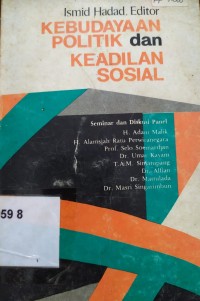 Ismid Hadad, Editor
KEBUDAYAAN
POLITIK dan
KEADILAN
SOSIAL
Seminar dan Diskusi Panel
H. Adam Malik
H. Alamsjah Ratu Perwiranegara
Prof. Selo Soemardjan
Dr. Umar Kayam
T.A.M. Simatupang
Dr. Alfian
Dr. Mattulada
Dr. Masri Singarimbun
59 8